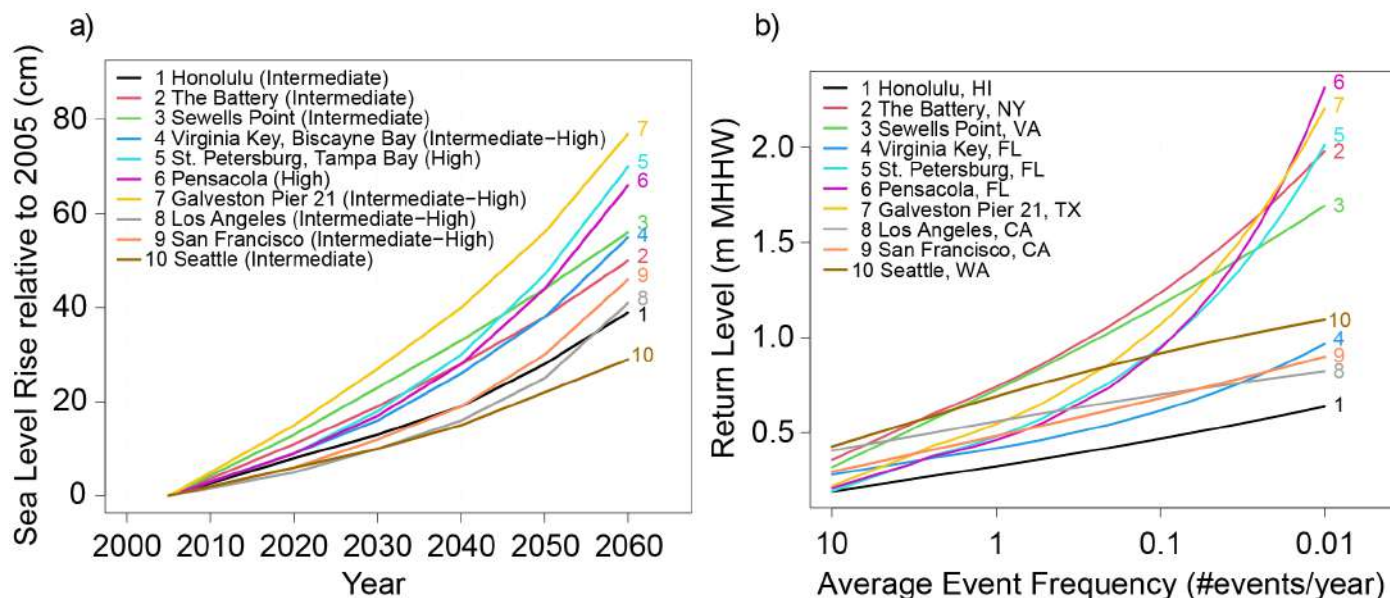 a)
Sea Level Rise relative to 2005 (cm)
80
60
40
20
0
1 Honolulu (Intermediate)
2 The Battery (Intermediate)
3 Sewells Point (Intermediate)
4 Virginia Key, Biscayne Bay (Intermediate−High)
5 St. Petersburg, Tampa Bay (High)
6 Pensacola (High)
7 Galveston Pier 21 (Intermediate−High)
8 Los Angeles (Intermediate−High)
9 San Francisco (Intermediate−High)
10 Seattle (Intermediate)
7
5
6
3
4
2
9
8
1
10
2000 2010 2020 2030 2040 2050 2060
Year
b)
Return Level (m MHHW)
2.0
1.5
1.0
0.5
1 Honolulu, HI
2 The Battery, NY
3 Sewells Point, VA
4 Virginia Key, FL
5 St. Petersburg, FL
6 Pensacola, FL
7 Galveston Pier 21, TX
8 Los Angeles, CA
9 San Francisco, CA
10 Seattle, WA
6
7
5
2
3
10
4
9
8
1
10 1 0.1 0.01
Average Event Frequency (#events/year)